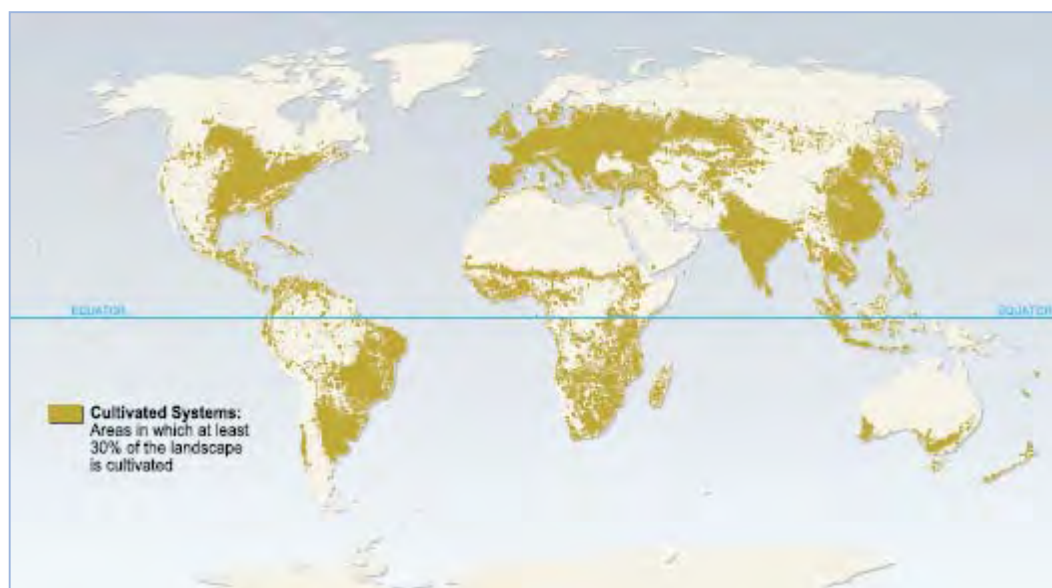 EQUATOR
EQUATOR
Cultivated Systems:
Areas in which at least
30% of the landscape
is cultivated